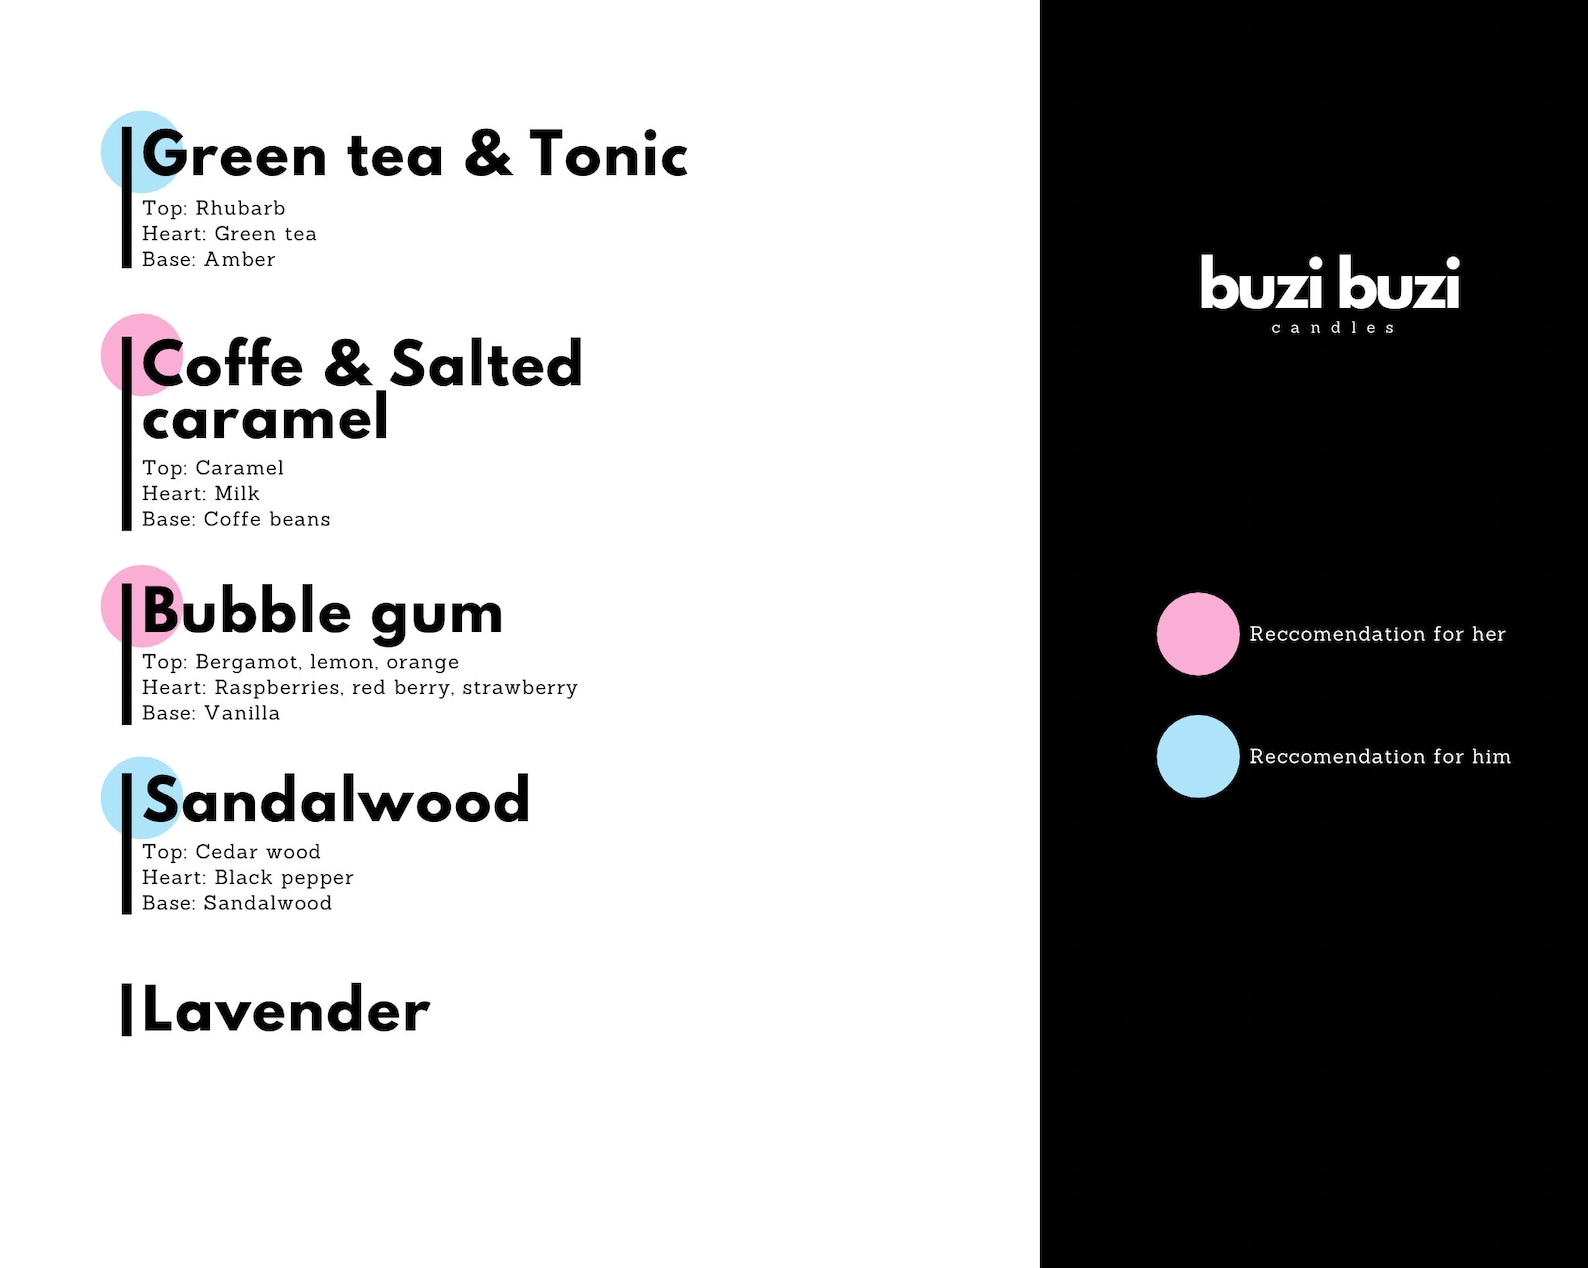 Green tea & Tonic
Top: Rhubarb
Heart: Green tea
Base: Amber
Coffe & Salted
caramel
Top: Caramel
Heart: Milk
Base: Coffe beans
Bubble gum
Top: Bergamot, lemon, orange
Heart: Raspberries, red berry, strawberry
Base: Vanilla
Sandalwood
Top: Cedar wood
Heart: Black pepper
Base: Sandalwood
Lavender
buzi buzi
candles
Reccomendation for her
Reccomendation for him